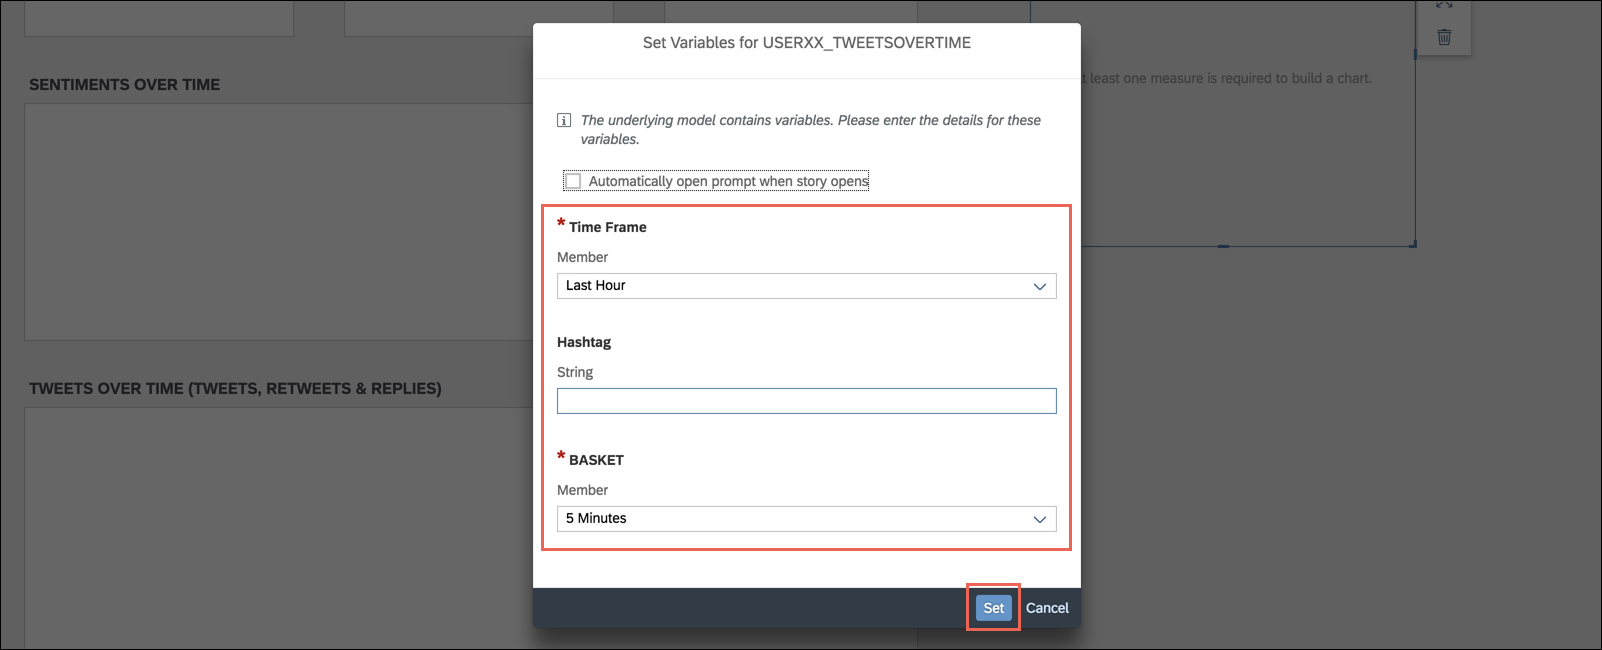 Set Variables for USERXX_TWEETSOVERTIME
SENTIMENTS OVER TIME
t least one measure is required to build a chart.
The underlying model contains variables. Please enter the details for these
variables.
Automatically open prompt when story opens
* Time Frame
Member
Last Hour
Hashtag
String
TWEETS OVER TIME (TWEETS, RETWEETS & REPLIES)
* BASKET
Member
5 Minutes
Set Cancel